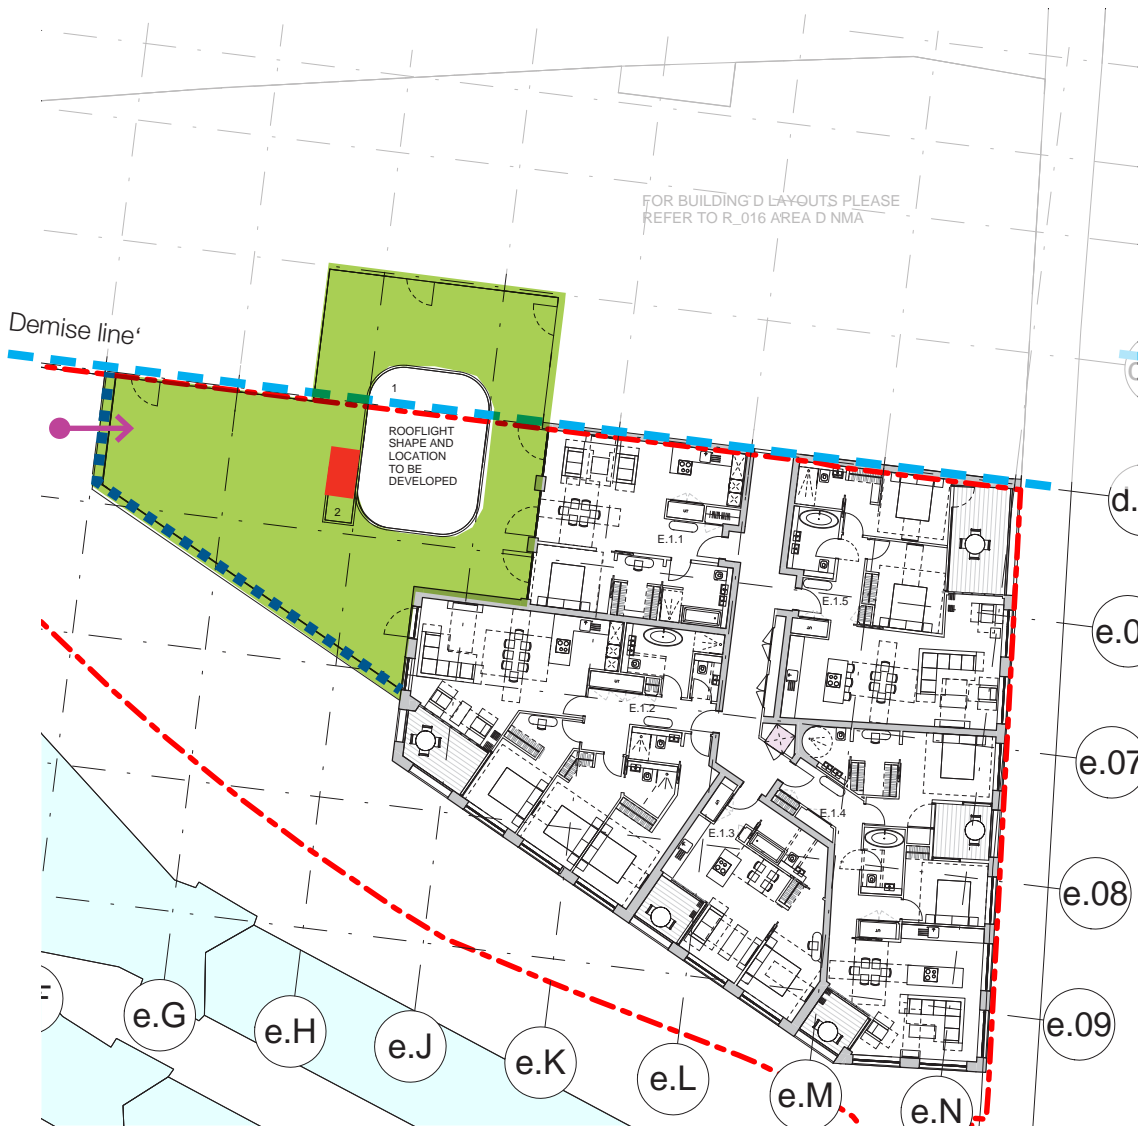 FOR BUILDING D LAYOUTS PLEASE
REFER TO R_016 AREA D NMA
Demise line‘
1
ROOFLIGHT
SHAPE AND
LOCATION
TO BE
DEVELOPED
2
d.
E.1.1
E.1.5
e.0
E.1.2
e.07
E.1.4
E.1.3
e.08
F
e.G
e.H
e.J
e.K
e.L
e.M
e.N
e.09